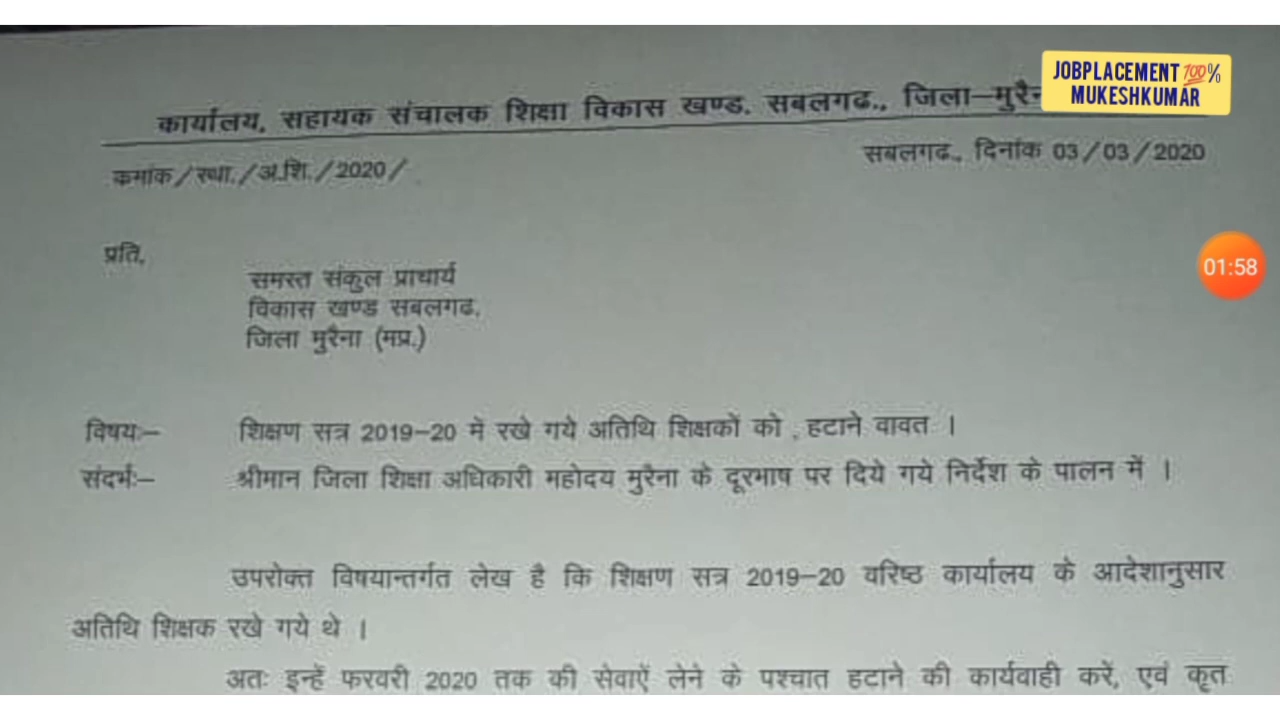 JOBPLACEMENT 💯%
MUKESHKUMAR
कार्यालय, सहायक संचालक शिक्षा विकास खण्ड. सबलगढ., जिला–मुरै
कमांक/स्था./अ.शि./2020/
सबलगढ., दिनांक 03/03/2020
01:58
प्रति,
समस्त संकुल प्राचार्य
विकास खण्ड सबलगढ.
जिला मुरैना (मप्र.)
विषयः– शिक्षण सत्र 2019–20 में रखे गये अतिथि शिक्षकों को , हटाने वावत ।
संदर्भः– श्रीमान जिला शिक्षा अधिकारी महोदय मुरैना के दूरभाष पर दिये गये निर्देश के पालन में ।
उपरोक्त विषयान्तर्गत लेख है कि शिक्षण सत्र 2019–20 वरिष्ठ कार्यालय के आदेशानुसार
अतिथि शिक्षक रखे गये थे ।
अतः इन्हें फरवरी 2020 तक की सेवाऐं लेने के पश्चात हटाने की कार्यवाही करें, एवं कृत